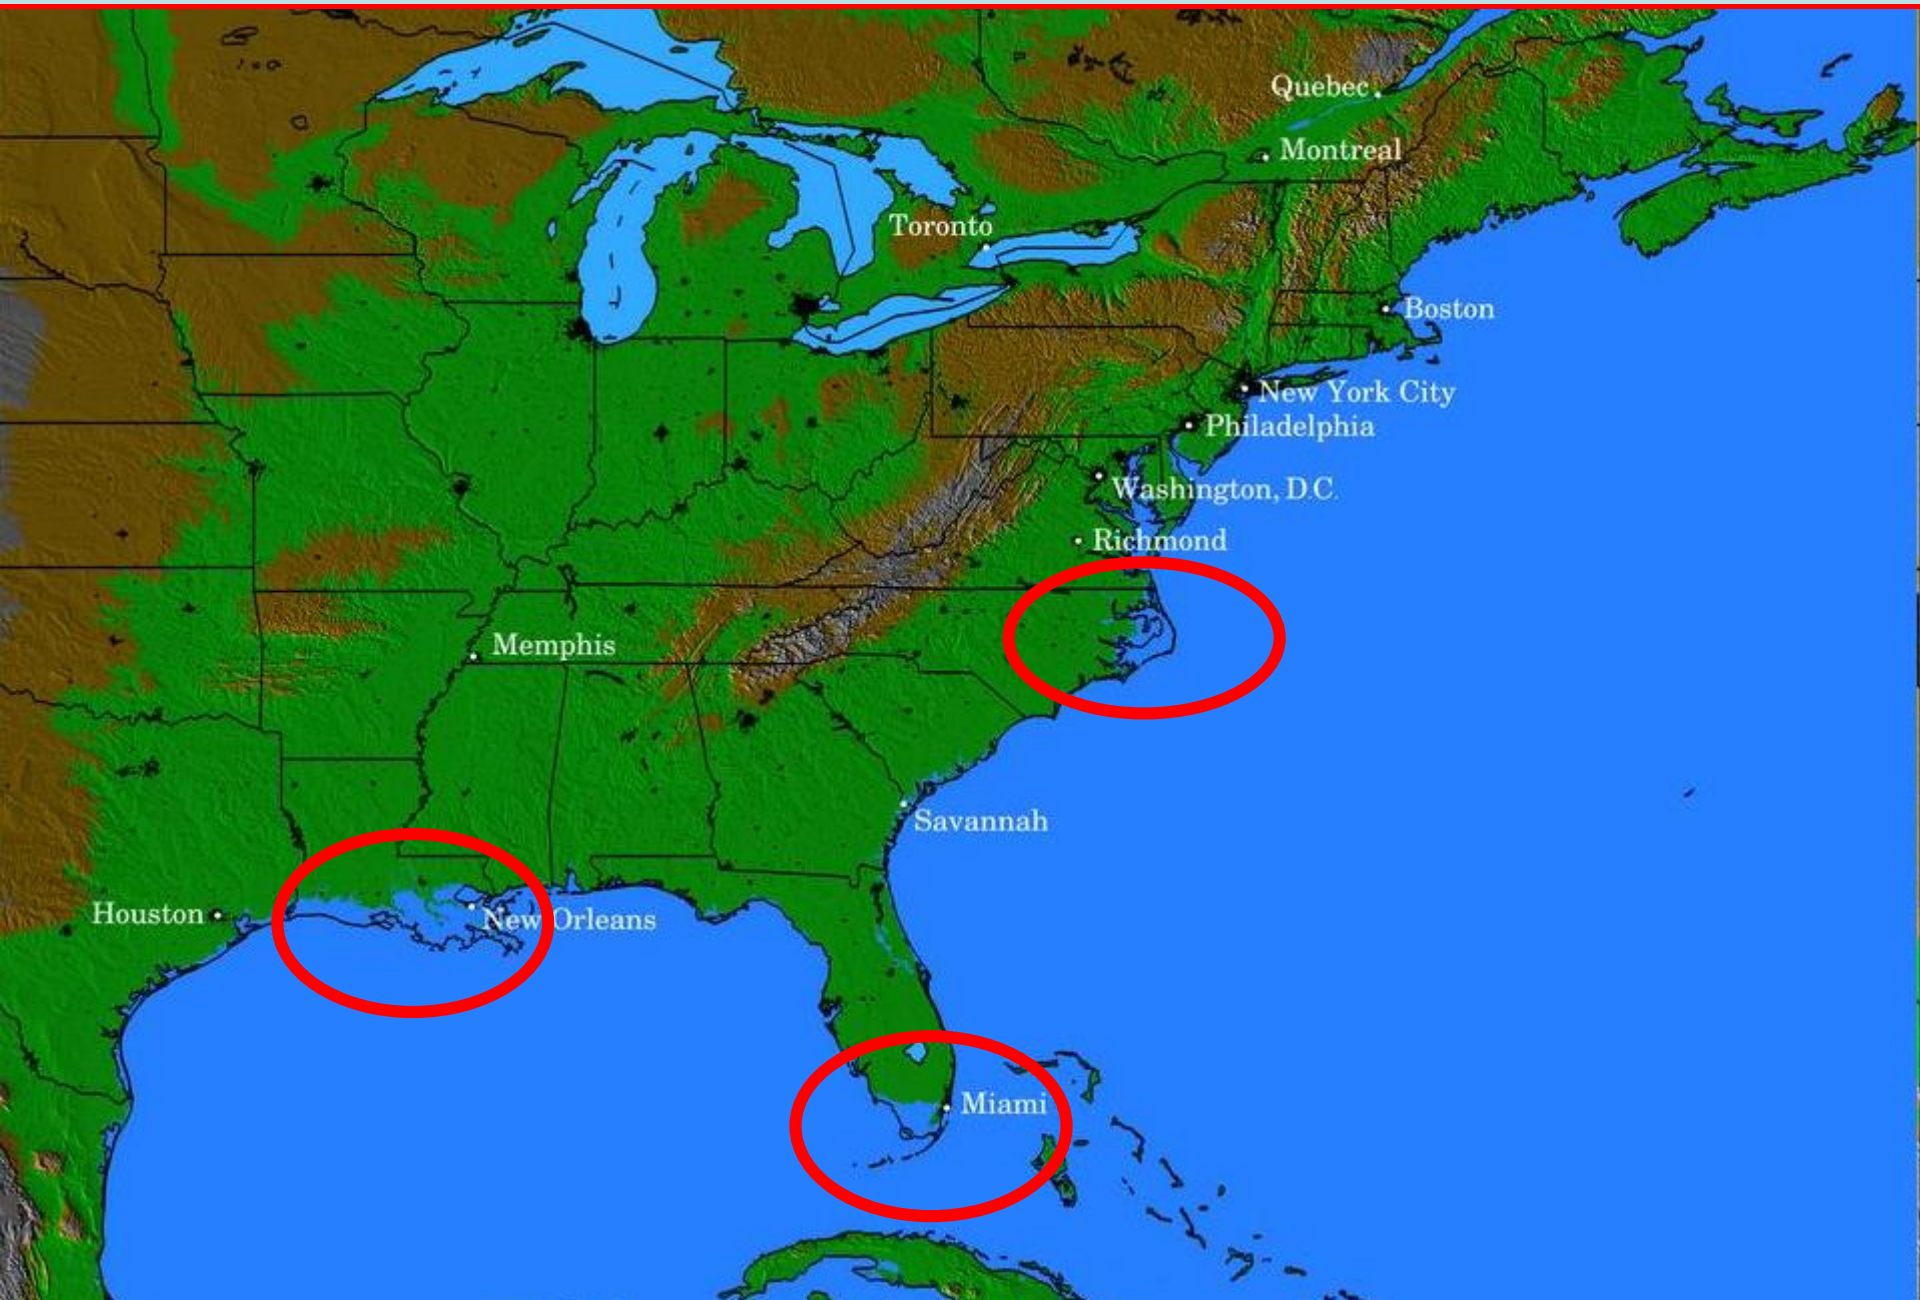 Quebec
Montreal
Toronto
Boston
New York City
Philadelphia
Washington, D.C.
Richmond
Memphis
Savannah
Houston
New Orleans
Miami